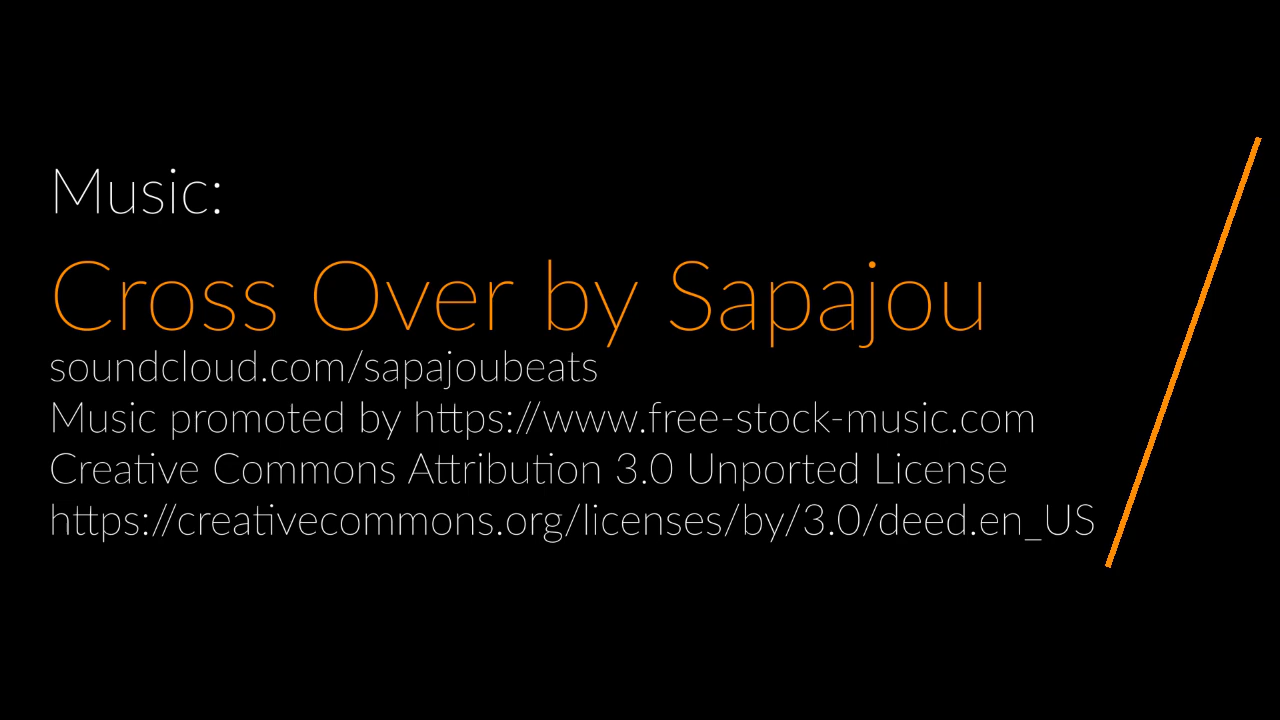 Music:
Cross Over by Sapajou
soundcloud.com/sapajoubeats
Music promoted by https://www.free-stock-music.com
Creative Commons Attribution 3.0 Unported License
https://creativecommons.org/licenses/by/3.0/deed.en_US